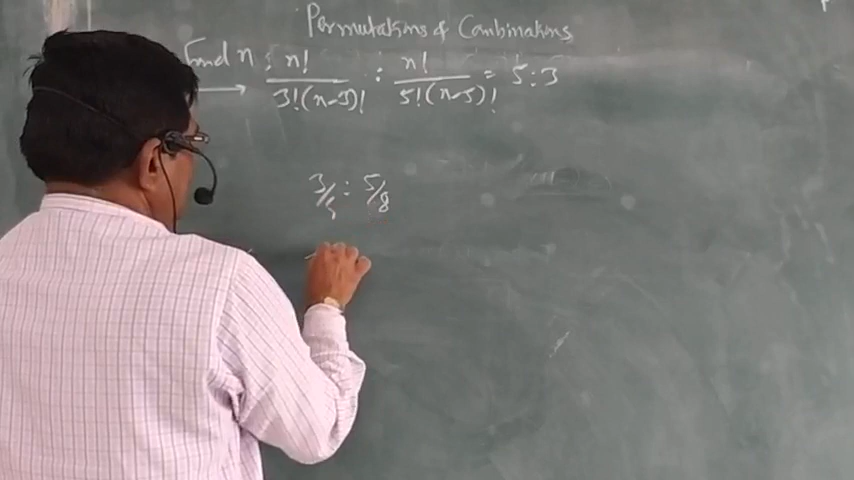 Permutations & Combinations
Find n ; n!/3!(n-3)! : n!/5!(n-5)! = 5:3
3/5 : 5/8